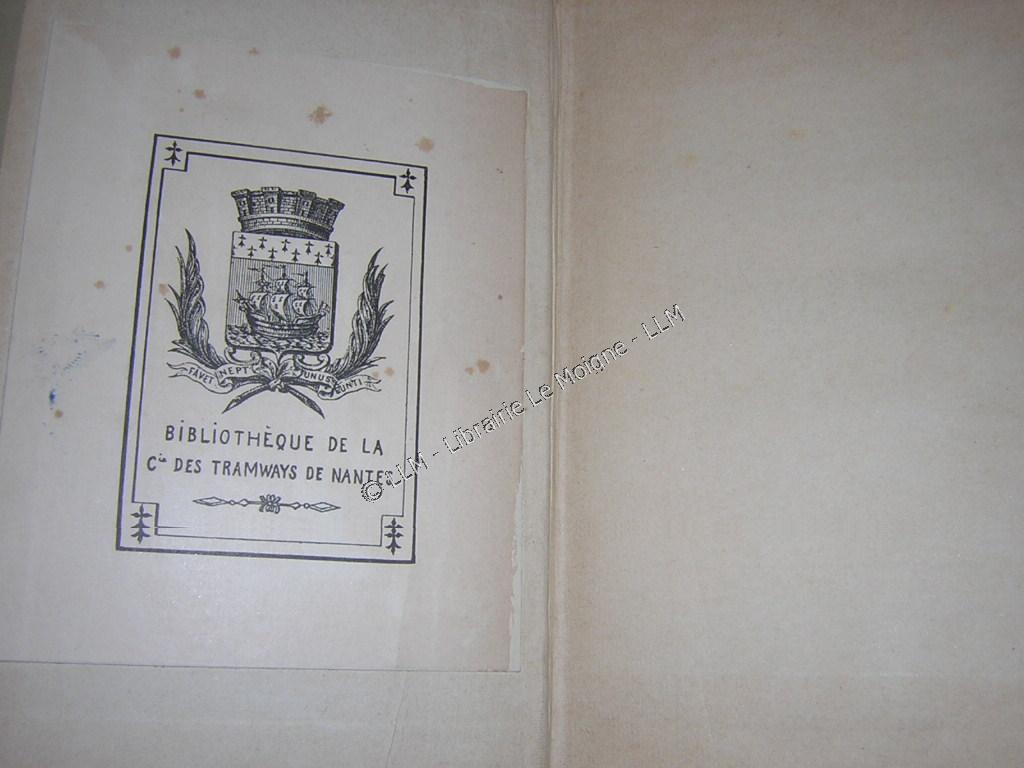 FAVET NEPTUNUS EUNTI
BIBLIOTHÈQUE DE LA
Cie DES TRAMWAYS DE NANTES
© LLM - Librairie Le Moigne - LLM